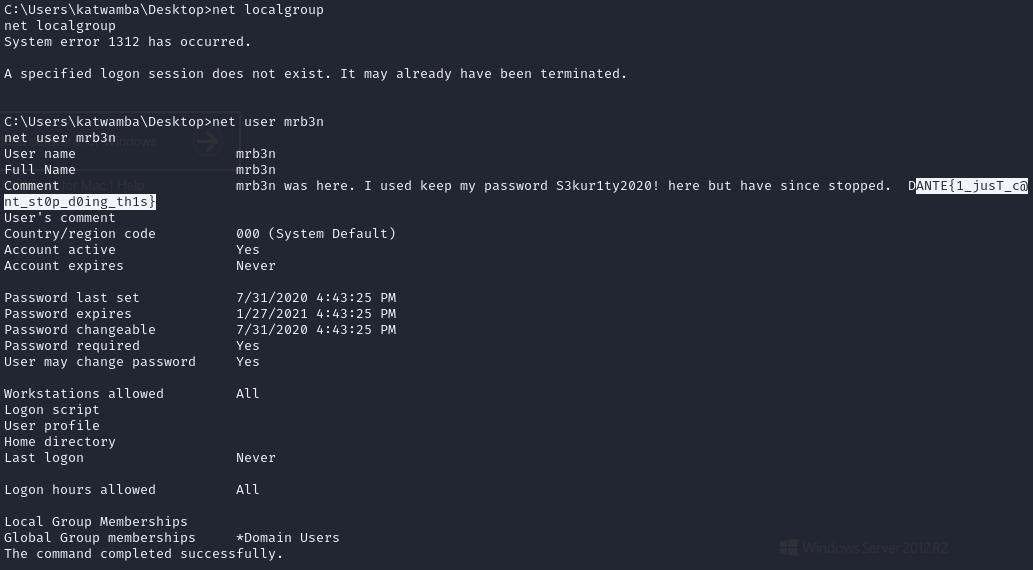 C:\Users\katwamba\Desktop>net localgroup
net localgroup
System error 1312 has occurred.
A specified logon session does not exist. It may already have been terminated.
C:\Users\katwamba\Desktop>net user mrb3n
net user mrb3n
User name mrb3n
Full Name mrb3n
Comment mrb3n was here. I used keep my password S3kur1ty2020! here but have since stopped. DANTE{1_jusT_c@
nt_st0p_d0ing_th1s}
User's comment
Country/region code 000 (System Default)
Account active Yes
Account expires Never
Password last set 7/31/2020 4:43:25 PM
Password expires 1/27/2021 4:43:25 PM
Password changeable 7/31/2020 4:43:25 PM
Password required Yes
User may change password Yes
Workstations allowed All
Logon script
User profile
Home directory
Last logon Never
Logon hours allowed All
Local Group Memberships
Global Group memberships *Domain Users
The command completed successfully.
Windows Server 2012 R2